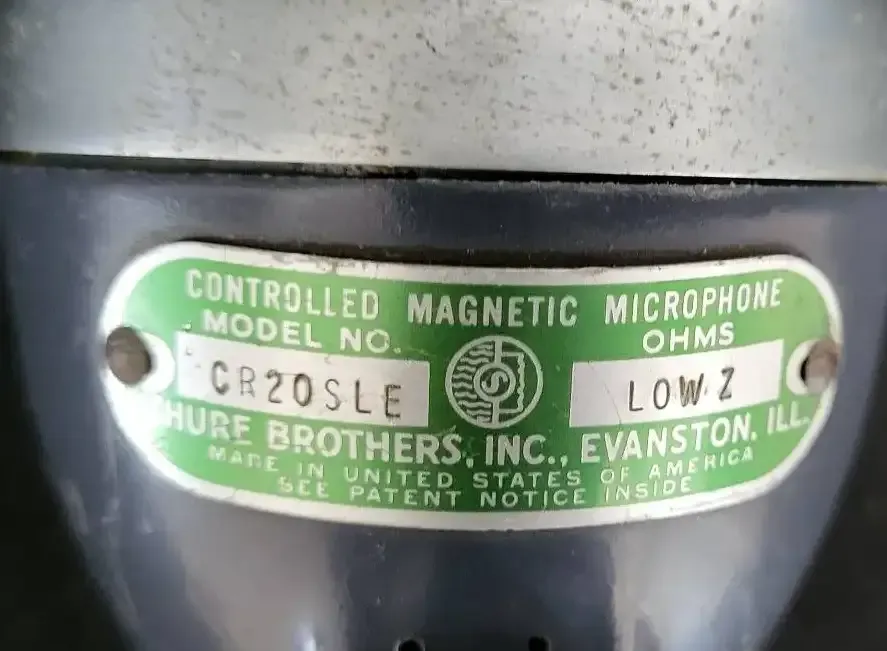 CONTROLLED MAGNETIC MICROPHONE
MODEL NO. OHMS
CR20SLE LOW Z
SHURE BROTHERS, INC., EVANSTON, ILL.
MADE IN UNITED STATES OF AMERICA
SEE PATENT NOTICE INSIDE